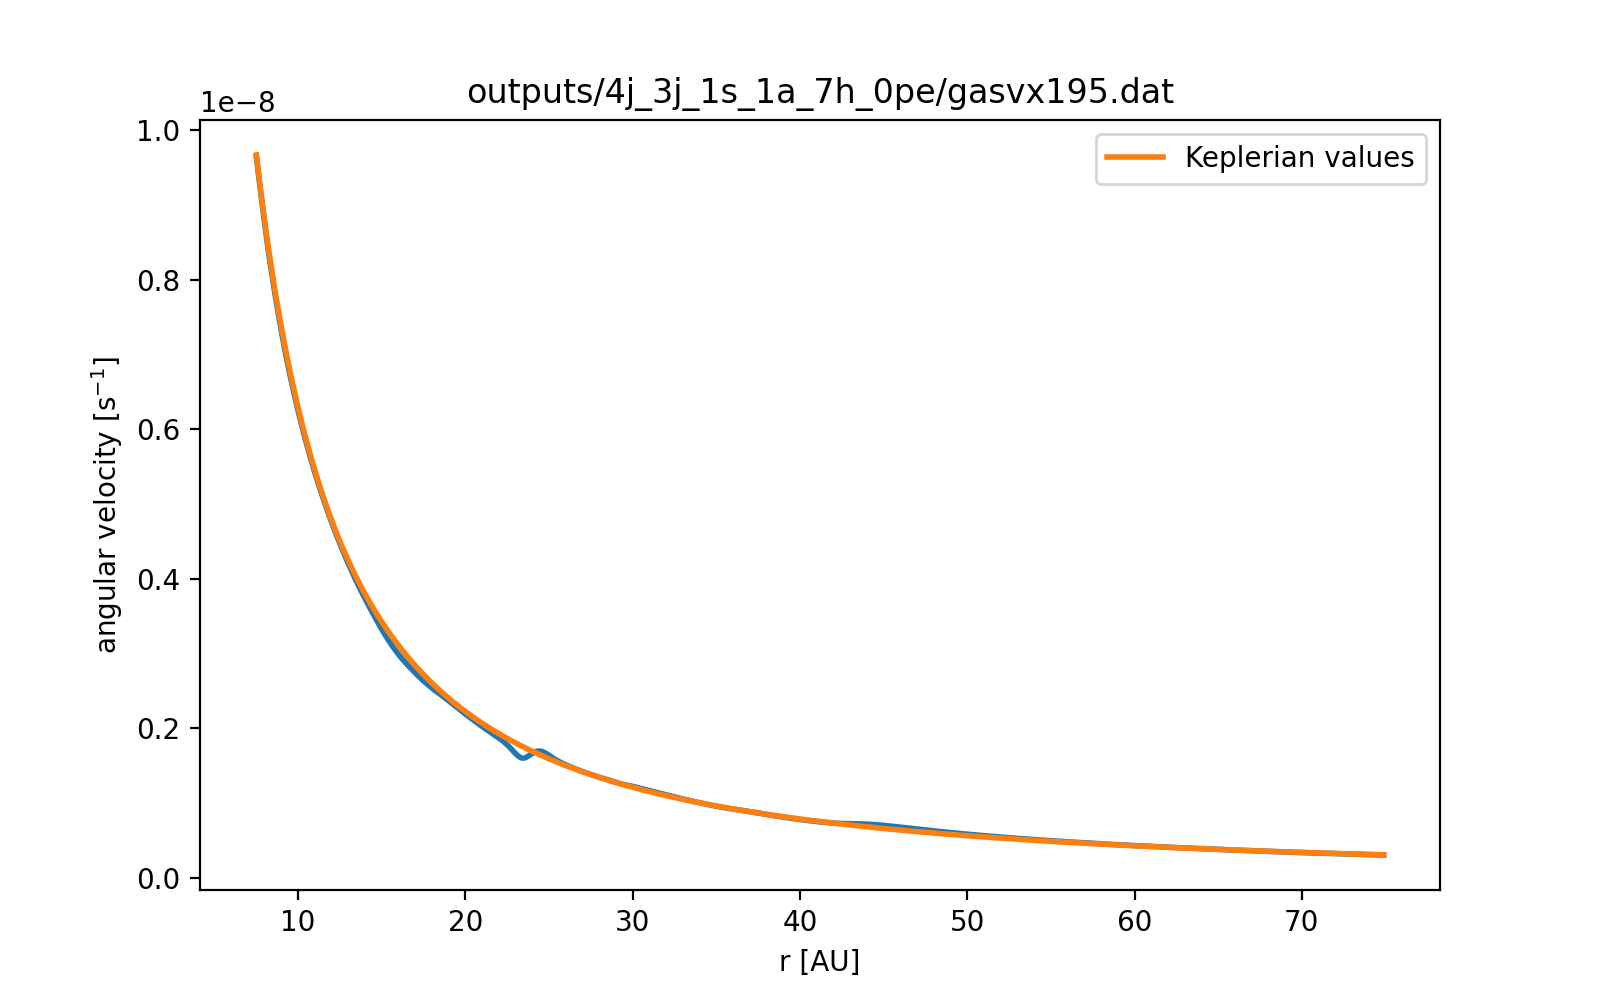 outputs/4j_3j_1s_1a_7h_0pe/gasvx195.dat
1e−8
Keplerian values
1.0
0.8
0.6
0.4
0.2
0.0
angular velocity [s⁻¹]
10 20 30 40 50 60 70
r [AU]